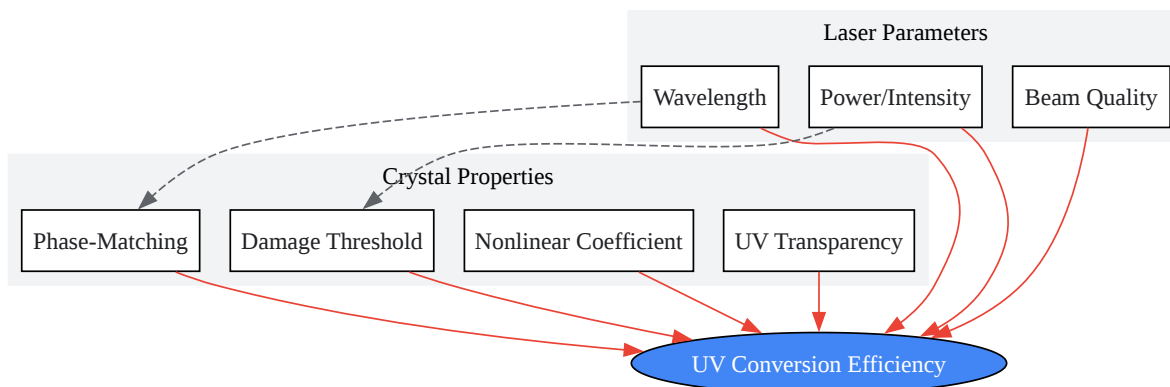 Laser Parameters
Wavelength
Power/Intensity
Beam Quality
Crystal Properties
Phase-Matching
Damage Threshold
Nonlinear Coefficient
UV Transparency
UV Conversion Efficiency